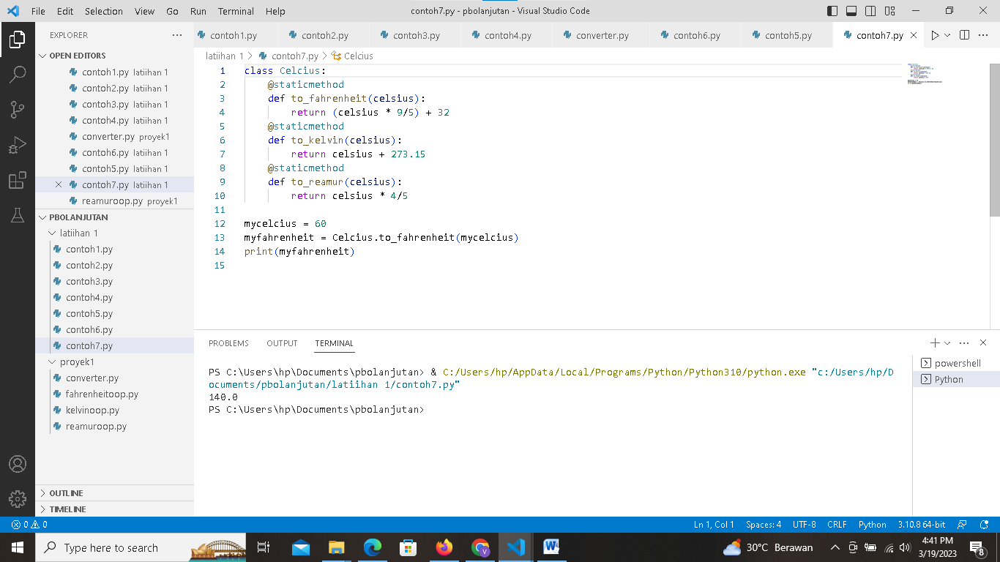 File Edit Selection View Go Run Terminal Help contoh7.py - pbolanjutan - Visual Studio Code
EXPLORER
OPEN EDITORS
contoh1.py latiihan 1
contoh2.py latiihan 1
contoh3.py latiihan 1
contoh4.py latiihan 1
converter.py proyek1
contoh6.py latiihan 1
contoh5.py latiihan 1
contoh7.py latiihan 1
reamuroop.py proyek1
PBOLANJUTAN
latiihan 1
contoh1.py
contoh2.py
contoh3.py
contoh4.py
contoh5.py
contoh6.py
contoh7.py
proyek1
converter.py
fahrenheitoop.py
kelvinoop.py
reamuroop.py
OUTLINE
TIMELINE
contoh1.py contoh2.py contoh3.py contoh4.py converter.py contoh6.py contoh5.py contoh7.py
latiihan 1 > contoh7.py > Celcius
1 class Celcius:
2 @staticmethod
3 def to_fahrenheit(celsius):
4 return (celsius * 9/5) + 32
5 @staticmethod
6 def to_kelvin(celsius):
7 return celsius + 273.15
8 @staticmethod
9 def to_reamur(celsius):
10 return celsius * 4/5
11
12 mycelcius = 60
13 myfahrenheit = Celcius.to_fahrenheit(mycelcius)
14 print(myfahrenheit)
15
PROBLEMS OUTPUT TERMINAL
PS C:\Users\hp\Documents\pbolanjutan> & C:/Users/hp/AppData/Local/Programs/Python/Python310/python.exe "c:/Users/hp/D
ocuments/pbolanjutan/latiihan 1/contoh7.py"
140.0
PS C:\Users\hp\Documents\pbolanjutan>
powershell
Python
0 0 Ln 1, Col 1 Spaces: 4 UTF-8 CRLF Python 3.10.8 64-bit
Type here to search 30°C Berawan 4:41 PM
3/19/2023
8